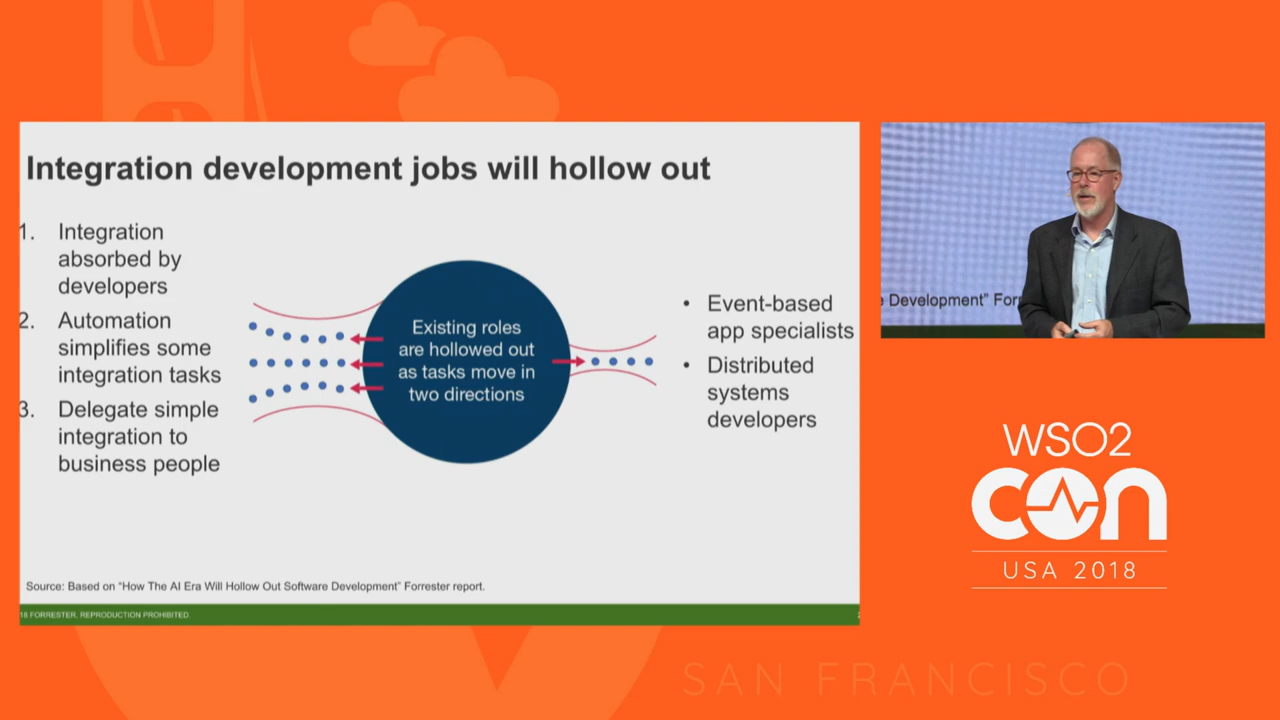 Integration development jobs will hollow out
1. Integration
absorbed by
developers
2. Automation
simplifies some
integration tasks
3. Delegate simple
integration to
business people
Existing roles
are hollowed out
as tasks move in
two directions
• Event-based
app specialists
• Distributed
systems
developers
Source: Based on “How The AI Era Will Hollow Out Software Development” Forrester report.
18 FORRESTER. REPRODUCTION PROHIBITED.
Development” For
WSO2
CON
USA 2018
SAN FRANCISCO